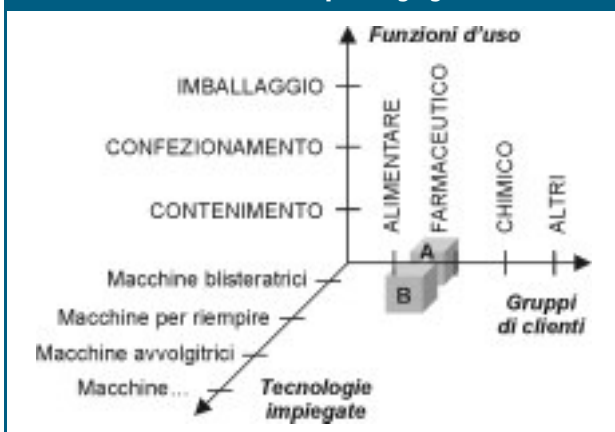 Funzioni d'uso
IMBALLAGGIO
CONFEZIONAMENTO
CONTENIMENTO
ALIMENTARE
FARMACEUTICO
CHIMICO
ALTRI
A
B
Macchine blisteratrici
Macchine per riempire
Macchine avvolgitrici
Macchine...
Gruppi
di clienti
Tecnologie
impiegate